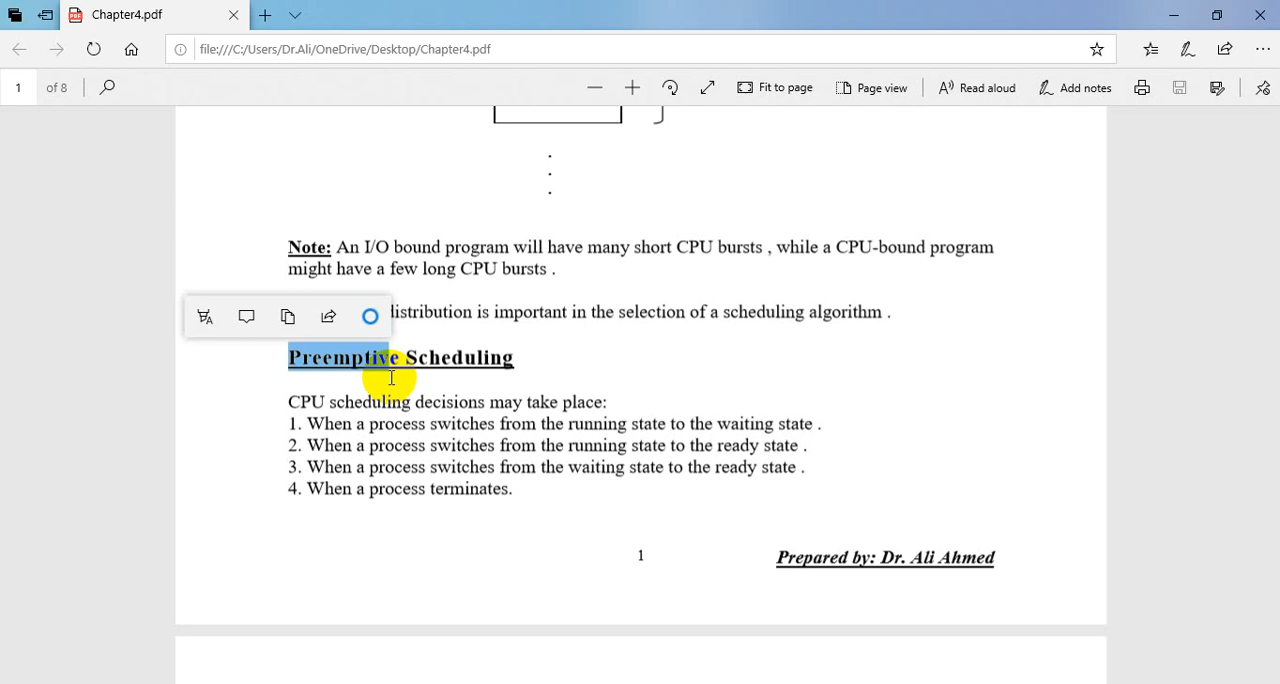 Chapter4.pdf
file:///C:/Users/Dr.Ali/OneDrive/Desktop/Chapter4.pdf
1 of 8 Fit to page Page view Read aloud Add notes
Note: An I/O bound program will have many short CPU bursts , while a CPU-bound program
might have a few long CPU bursts .
distribution is important in the selection of a scheduling algorithm .
Preemptive Scheduling
CPU scheduling decisions may take place:
1. When a process switches from the running state to the waiting state .
2. When a process switches from the running state to the ready state .
3. When a process switches from the waiting state to the ready state .
4. When a process terminates.
1
Prepared by: Dr. Ali Ahmed